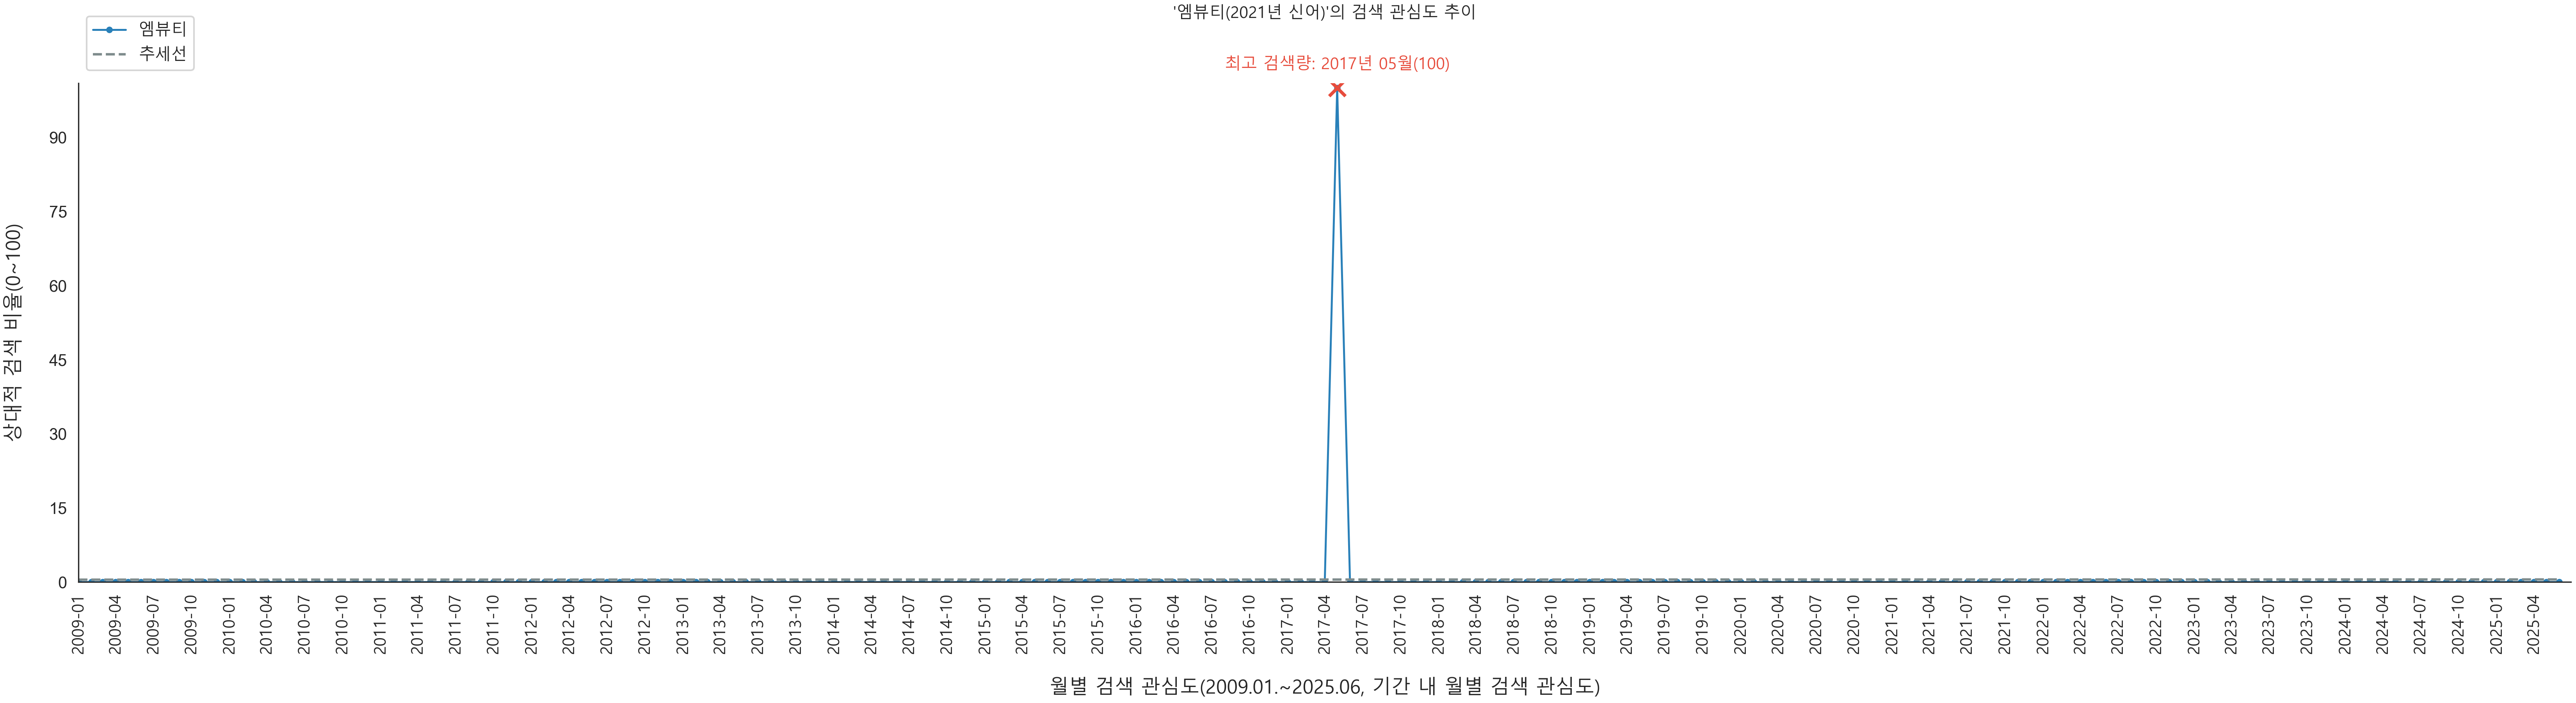 '엠뷰티(2021년 신어)'의 검색 관심도 추이
엠뷰티
추세선
최고 검색량: 2017년 05월(100)
상대적 검색 비율(0~100)
90
75
60
45
30
15
0
2009-01 2009-04 2009-07 2009-10 2010-01 2010-04 2010-07 2010-10 2011-01 2011-04 2011-07 2011-10 2012-01 2012-04 2012-07 2012-10 2013-01 2013-04 2013-07 2013-10 2014-01 2014-04 2014-07 2014-10 2015-01 2015-04 2015-07 2015-10 2016-01 2016-04 2016-07 2016-10 2017-01 2017-04 2017-07 2017-10 2018-01 2018-04 2018-07 2018-10 2019-01 2019-04 2019-07 2019-10 2020-01 2020-04 2020-07 2020-10 2021-01 2021-04 2021-07 2021-10 2022-01 2022-04 2022-07 2022-10 2023-01 2023-04 2023-07 2023-10 2024-01 2024-04 2024-07 2024-10 2025-01 2025-04
월별 검색 관심도(2009.01.~2025.06, 기간 내 월별 검색 관심도)